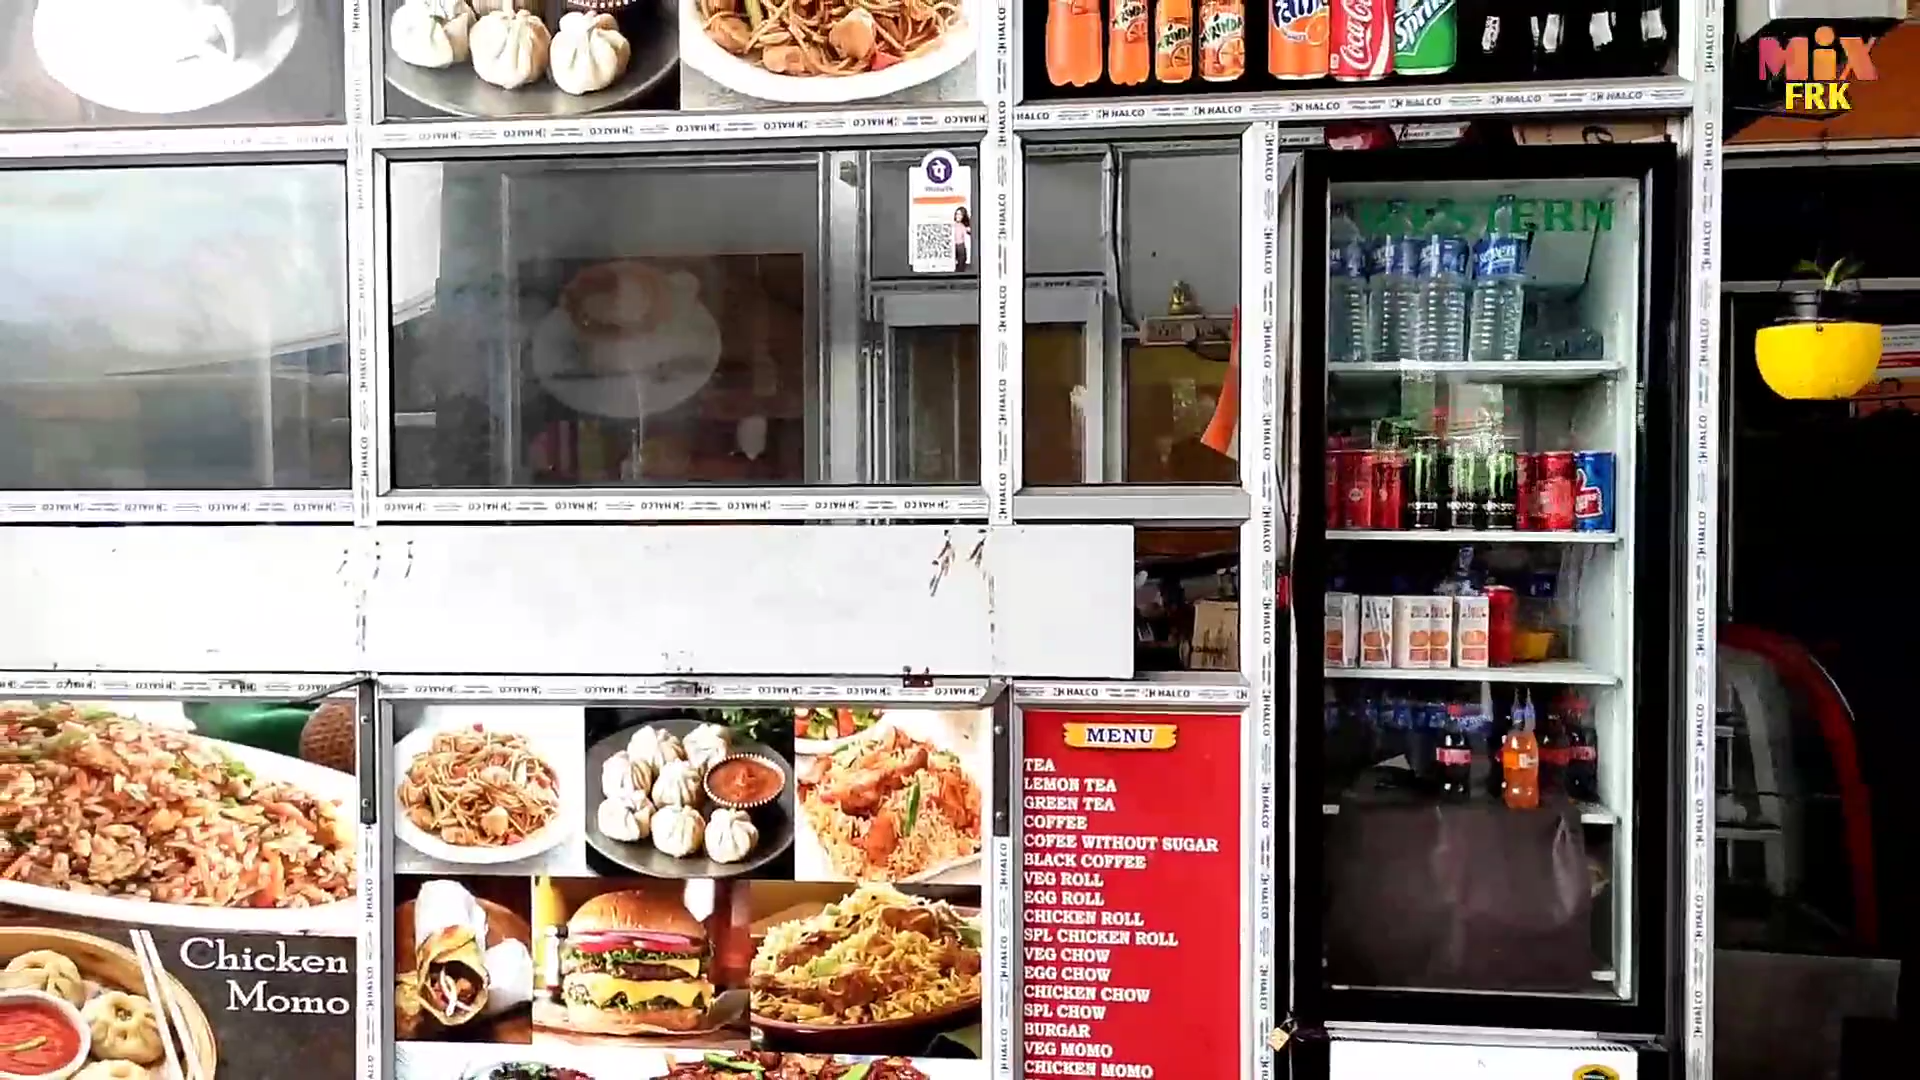 MiX
FRK
MIRINDA
MIRINDA
Fanta
Coca-Cola
Sprite
HALCO
WESTERN
MENU
TEA
LEMON TEA
GREEN TEA
COFFEE
COFEE WITHOUT SUGAR
BLACK COFFEE
VEG ROLL
EGG ROLL
CHICKEN ROLL
SPL CHICKEN ROLL
VEG CHOW
EGG CHOW
CHICKEN CHOW
SPL CHOW
BURGAR
VEG MOMO
CHICKEN MOMO
Chicken
Momo